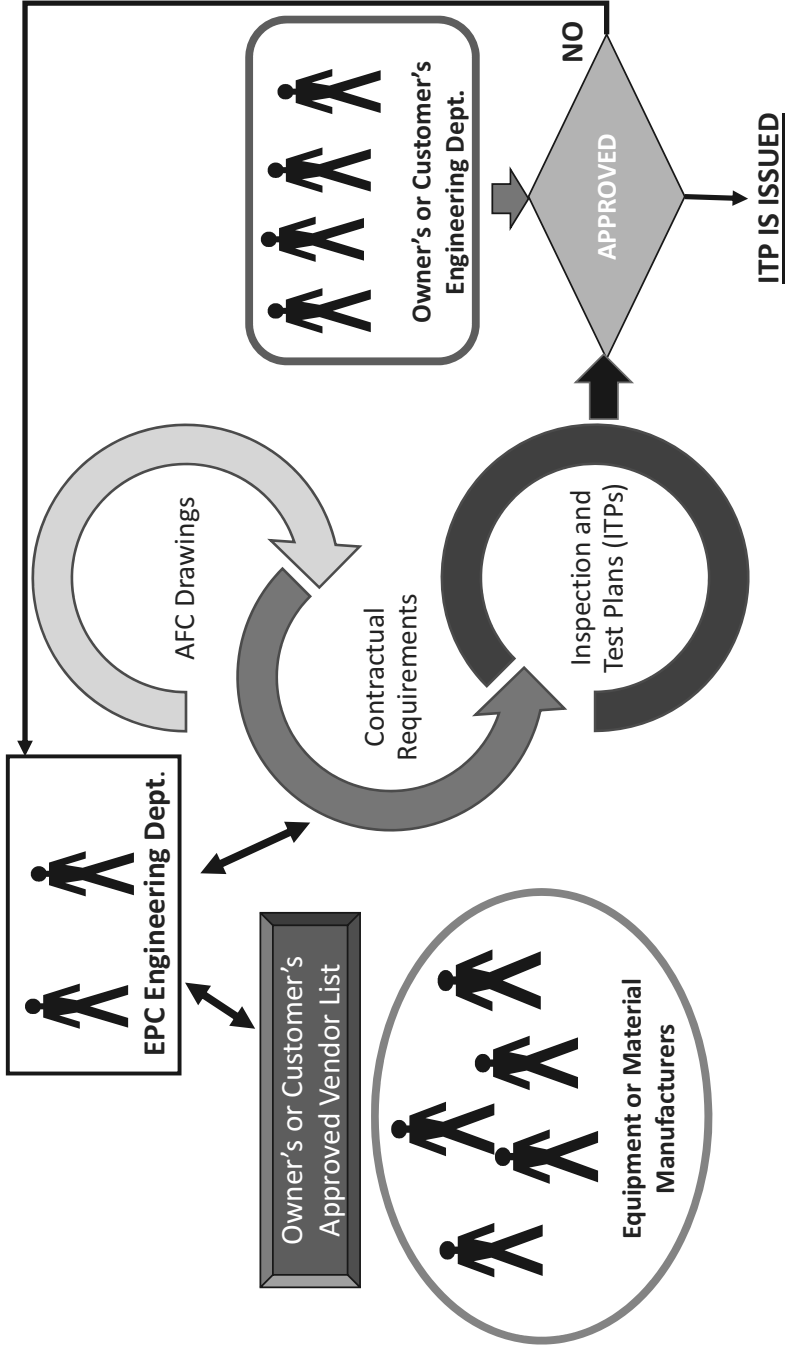 EPC Engineering Dept.
Owner's or Customer's
Approved Vendor List
Equipment or Material
Manufacturers
AFC Drawings
Contractual
Requirements
Inspection and
Test Plans (ITPs)
Owner's or Customer's
Engineering Dept.
APPROVED
NO
ITP IS ISSUED